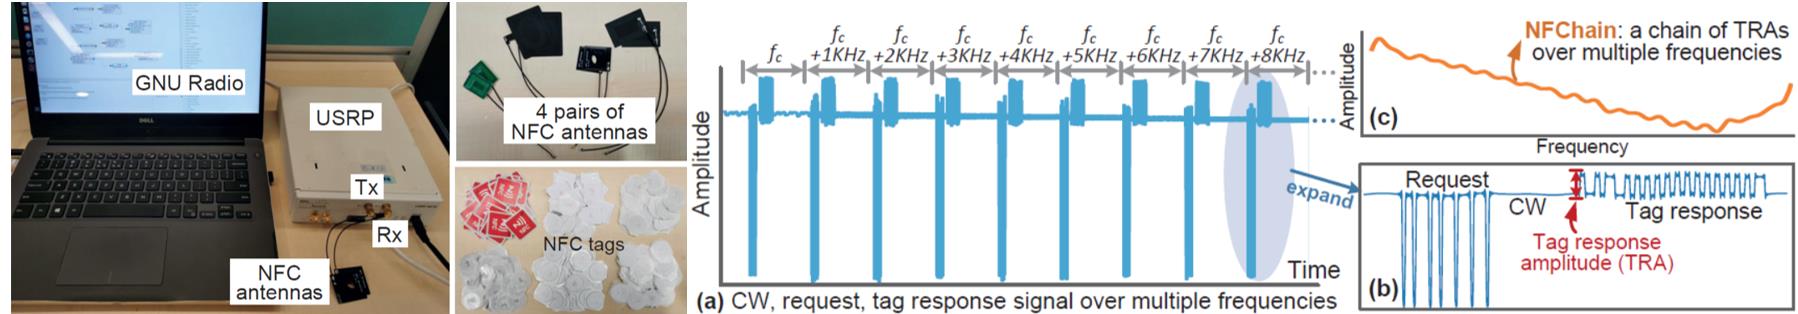 GNU Radio
USRP
DELL
Tx
Rx
NFC
antennas
4 pairs of
NFC antennas
NFC tags
fc
fc
+1KHz
fc
+2KHz
fc
+3KHz
fc
+4KHz
fc
+5KHz
fc
+6KHz
fc
+7KHz
fc
+8KHz
Amplitude
Time
expand
(a) CW, request, tag response signal over multiple frequencies
NFChain: a chain of TRAs
over multiple frequencies
Amplitude
(c)
Frequency
Request
CW
Tag response
Tag response
amplitude (TRA)
(b)